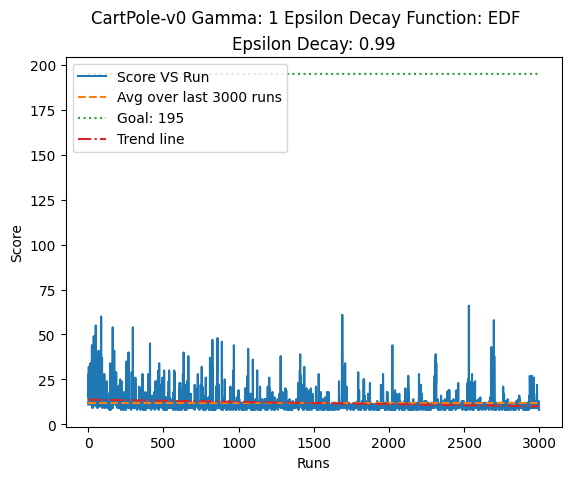 CartPole-v0 Gamma: 1 Epsilon Decay Function: EDF
Epsilon Decay: 0.99
200
175
150
125
100
75
50
25
0
Score
Score VS Run
Avg over last 3000 runs
Goal: 195
Trend line
0
500
1000
1500
2000
2500
3000
Runs